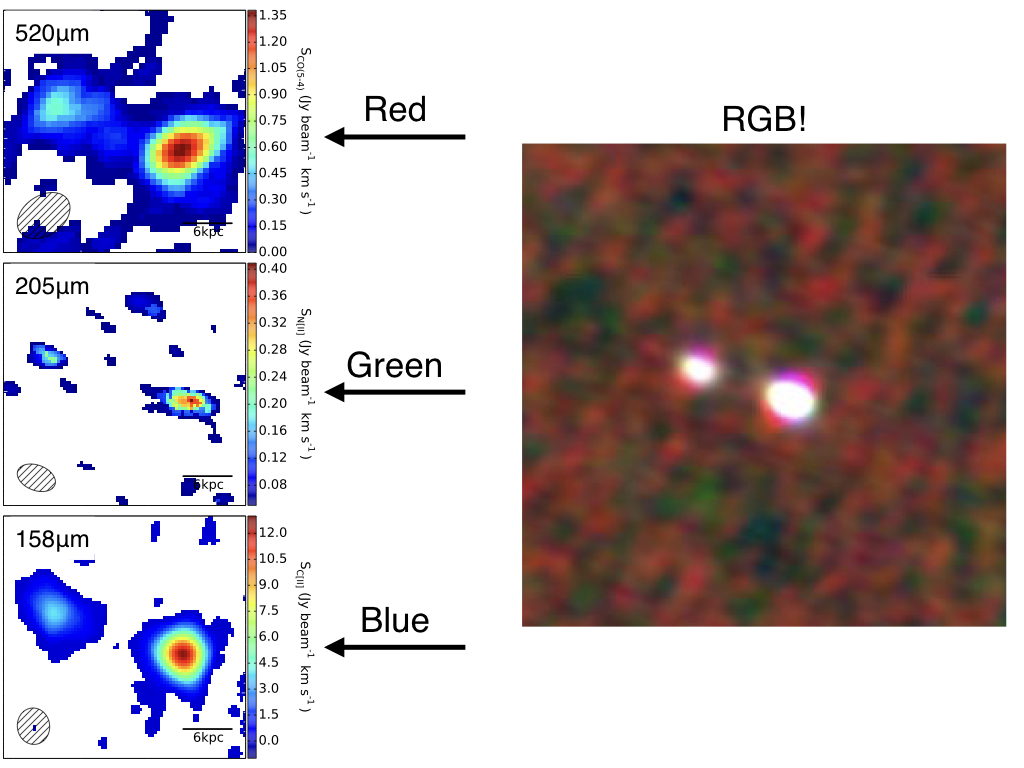 520μm
1.35
1.20
1.05
0.90
0.75
0.60
0.45
0.30
0.15
0.00
S_CO(5-4) (Jy beam⁻¹ km s⁻¹)
6kpc
Red
205μm
0.40
0.36
0.32
0.28
0.24
0.20
0.16
0.12
0.08
S_N[II] (Jy beam⁻¹ km s⁻¹)
6kpc
Green
158μm
12.0
10.5
9.0
7.5
6.0
4.5
3.0
1.5
0.0
S_C[II] (Jy beam⁻¹ km s⁻¹)
6kpc
Blue
RGB!